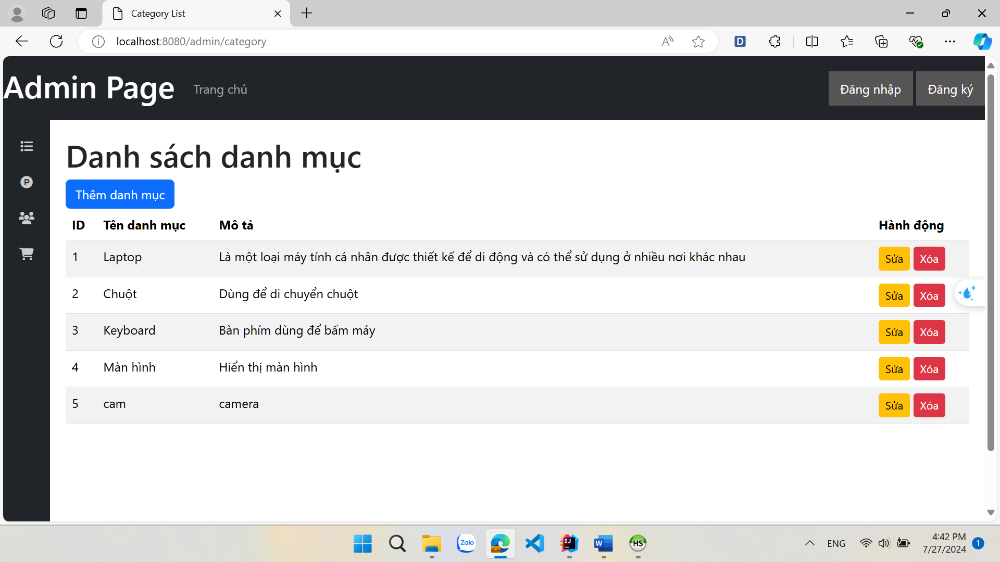 Category List
localhost:8080/admin/category
Admin Page Trang chủ Đăng nhập Đăng ký
Danh sách danh mục
Thêm danh mục
ID Tên danh mục Mô tả Hành động
1 Laptop Là một loại máy tính cá nhân được thiết kế để di động và có thể sử dụng ở nhiều nơi khác nhau Sửa Xóa
2 Chuột Dùng để di chuyển chuột Sửa Xóa
3 Keyboard Bàn phím dùng để bấm máy Sửa Xóa
4 Màn hình Hiển thị màn hình Sửa Xóa
5 cam camera Sửa Xóa
Zalo IJ W HS ENG 4:42 PM 1
7/27/2024